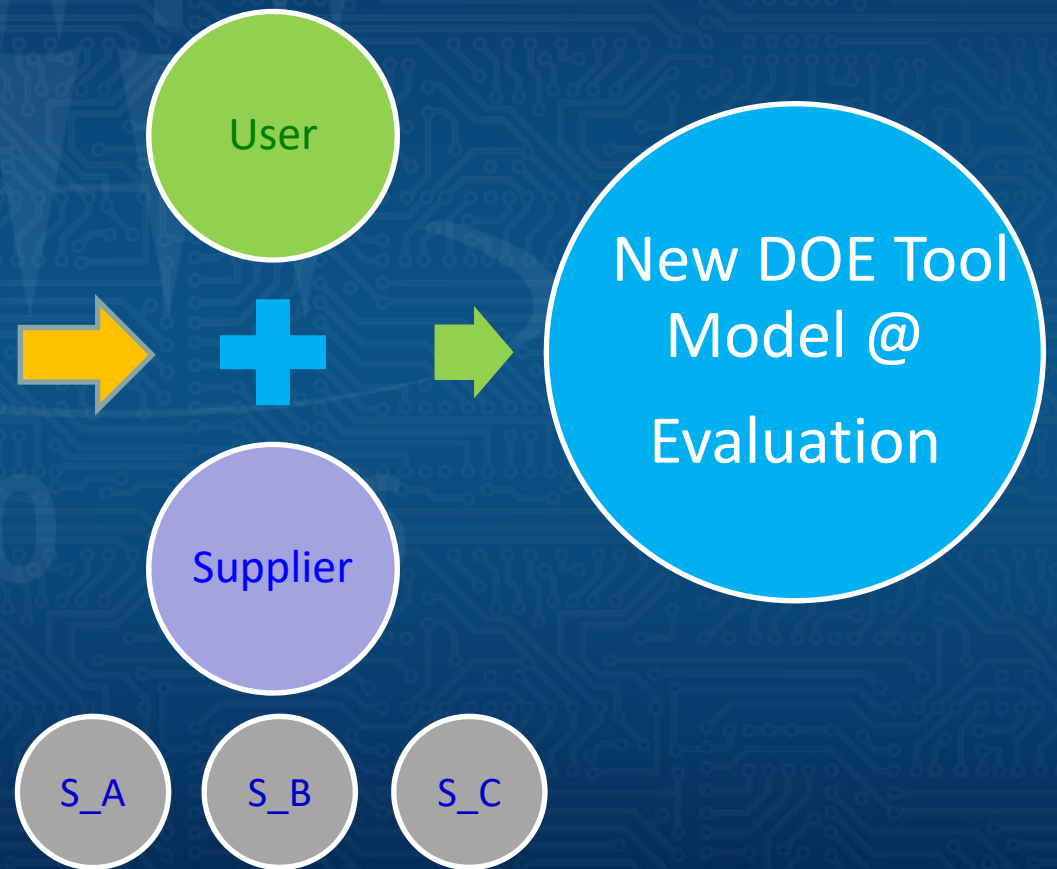 User
New DOE Tool
Model @
Evaluation
Supplier
S_A
S_B
S_C